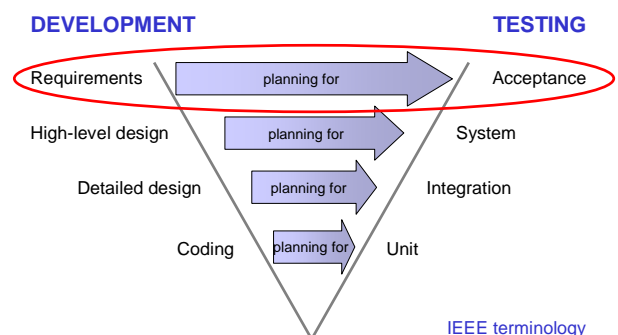 DEVELOPMENT TESTING
Requirements planning for Acceptance
High-level design planning for System
Detailed design planning for Integration
Coding planning for Unit
IEEE terminology